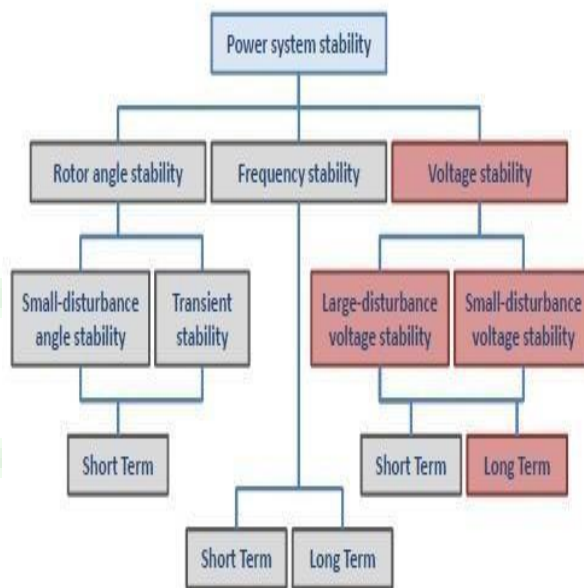 Power system stability
Rotor angle stability
Frequency stability
Voltage stability
Small-disturbance
angle stability
Transient
stability
Large-disturbance
voltage stability
Small-disturbance
voltage stability
Short Term
Short Term
Long Term
Short Term
Long Term